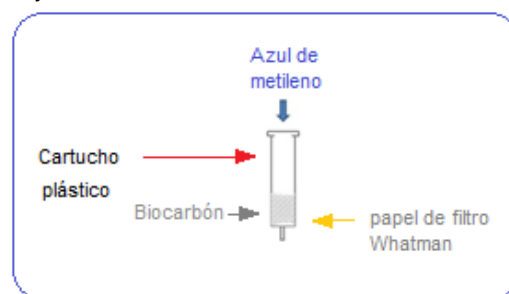 Azul de
metileno
Cartucho
plástico
Biocarbón
papel de filtro
Whatman